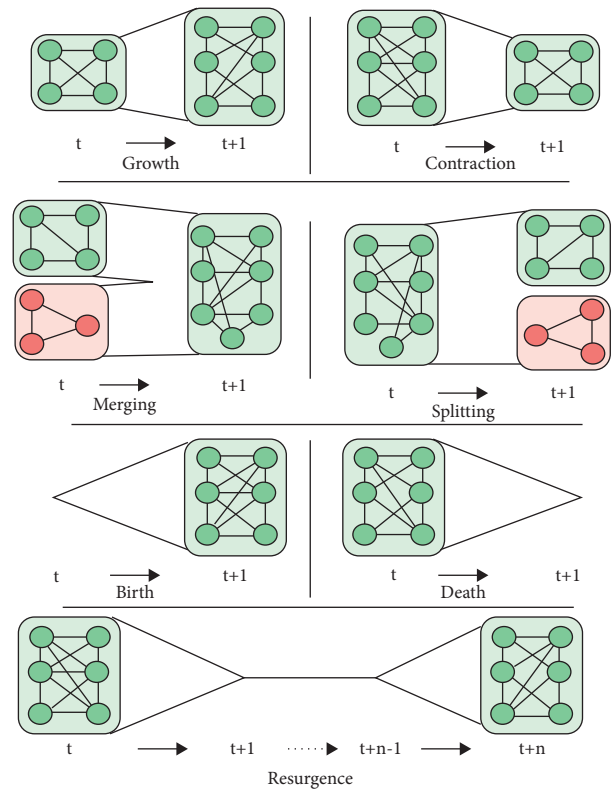 t t+1
Growth
t t+1
Contraction
t t+1
Merging
t t+1
Splitting
t t+1
Birth
t t+1
Death
t t+1 t+n-1 t+n
Resurgence